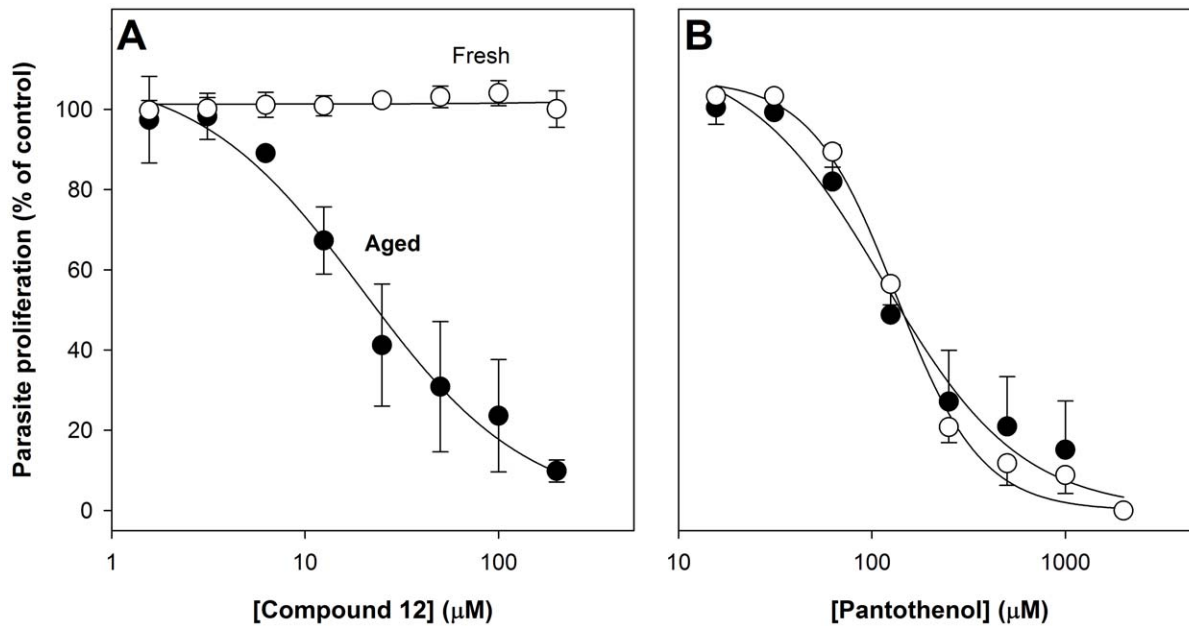 A
B
Fresh
Aged
Parasite proliferation (% of control)
100
80
60
40
20
0
1
10
100
10
100
1000
[Compound 12] (μM)
[Pantothenol] (μM)